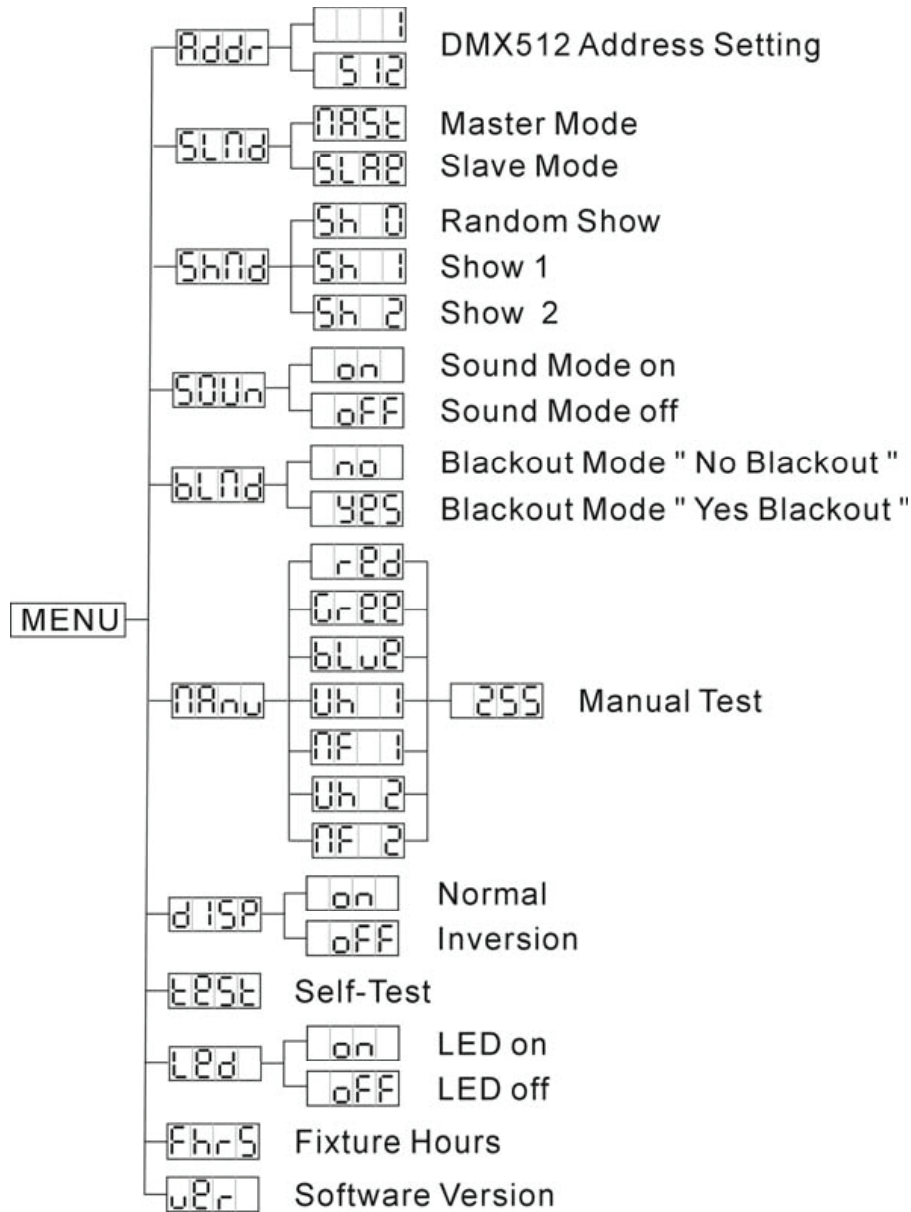 MENU
Addr
1
512
DMX512 Address Setting
SLMd
MASt
SLAe
Master Mode
Slave Mode
ShMd
Sh 0
Sh 1
Sh 2
Random Show
Show 1
Show 2
SOUn
on
oFF
Sound Mode on
Sound Mode off
bLMd
no
yes
Blackout Mode " No Blackout "
Blackout Mode " Yes Blackout "
MAnu
red
Gree
bLue
Uh 1
MF 1
Uh 2
MF 2
255
Manual Test
dISP
on
oFF
Normal
Inversion
teSt
Self-Test
Led
on
oFF
LED on
LED off
FhrS
Fixture Hours
ver
Software Version